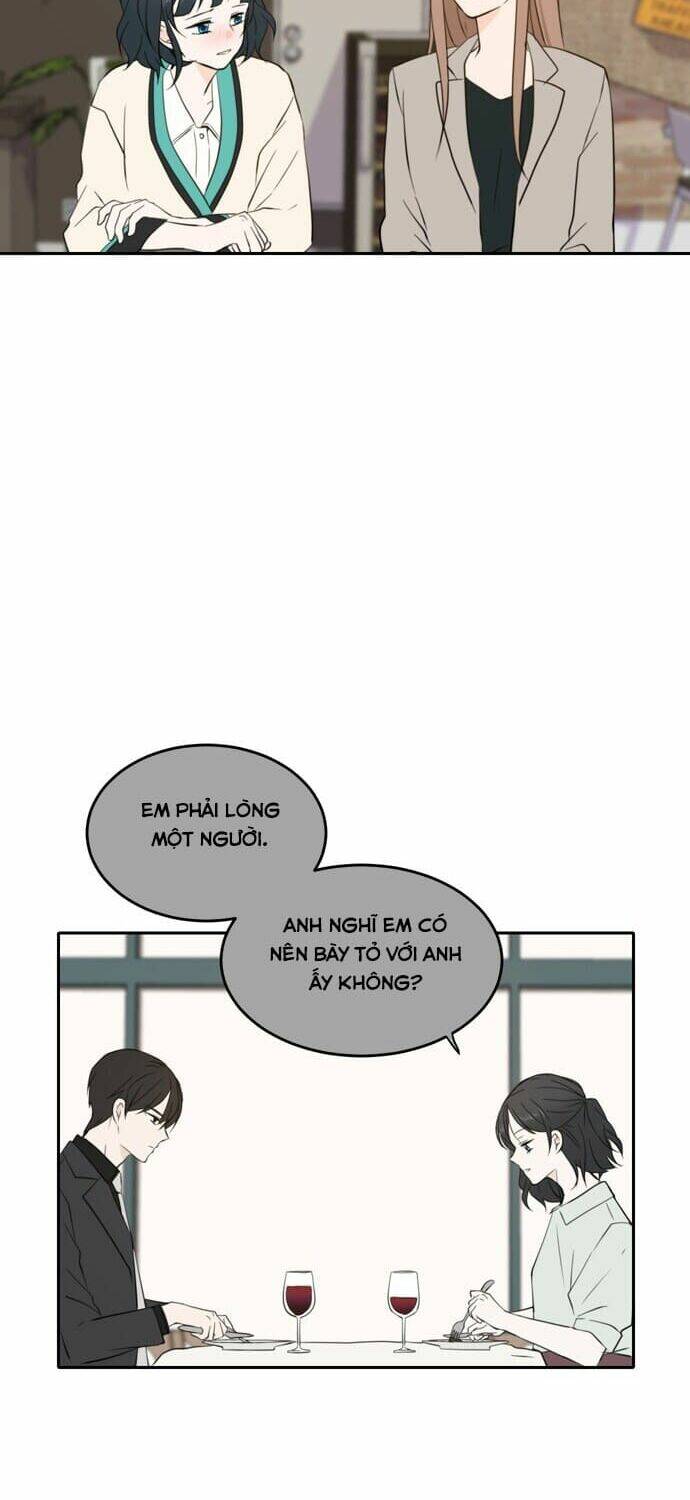 EM PHẢI LÒNG
MỘT NGƯỜI.
ANH NGHĨ EM CÓ
NÊN BÀY TỎ VỚI ANH
ẤY KHÔNG?